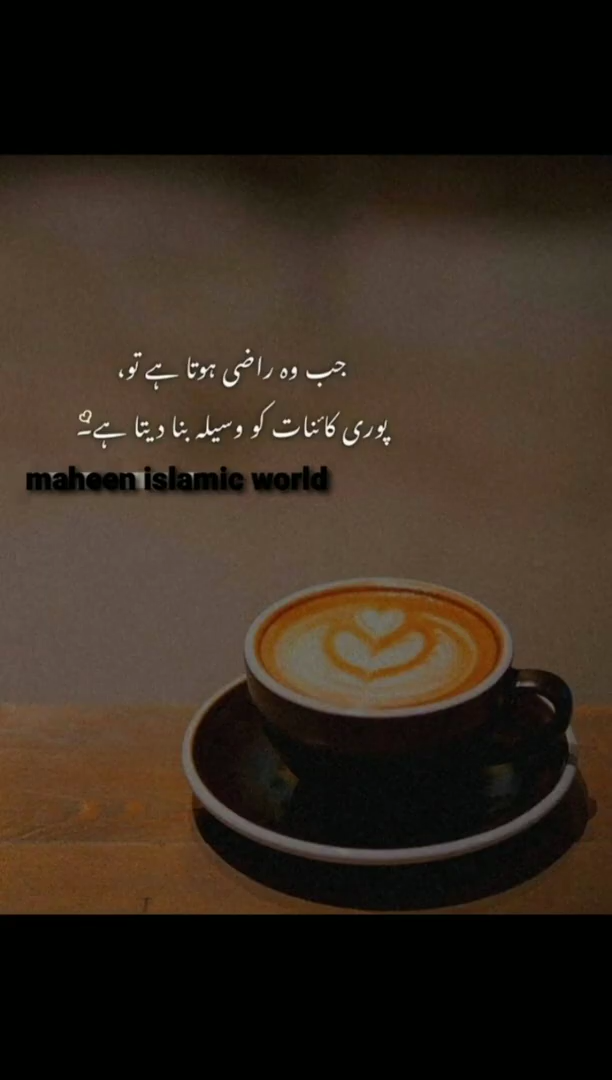 جب وہ راضی ہوتا ہے تو،
پوری کائنات کو وسیلہ بنا دیتا ہے۔
maheen islamic world